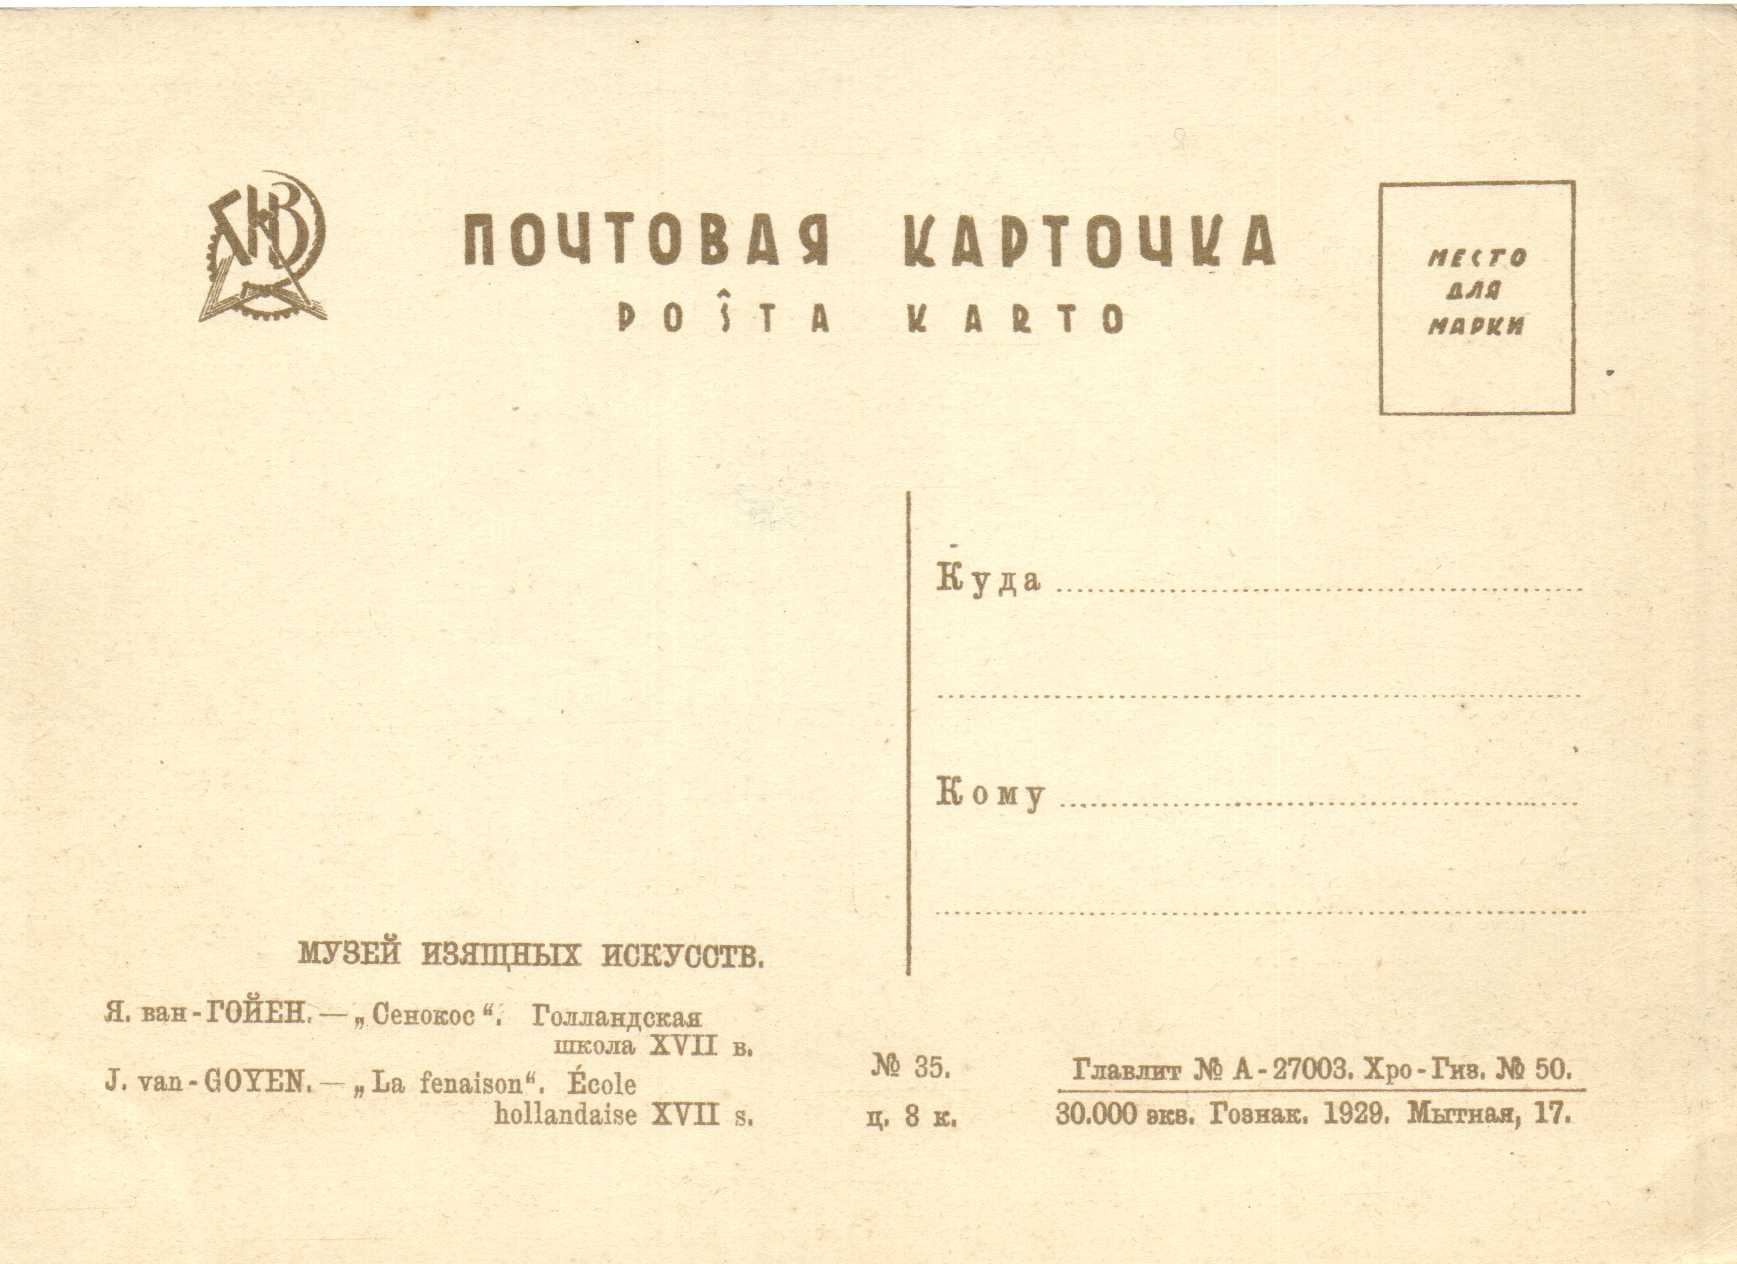 ПОЧТОВАЯ КАРТОЧКА
POŜTA KARTO
МЕСТО
ДЛЯ
МАРКИ
Куда
Кому
МУЗЕЙ ИЗЯЩНЫХ ИСКУССТВ.
Я. ван-ГОЙЕН.—„Сенокос“. Голландская
школа XVII в.
J. van-GOYEN.—„La fenaison“. École
hollandaise XVII s.
№ 35.
ц. 8 к.
Главлит № А-27003. Хро-Гиз. № 50.
30.000 экз. Гознак. 1929. Мытная, 17.